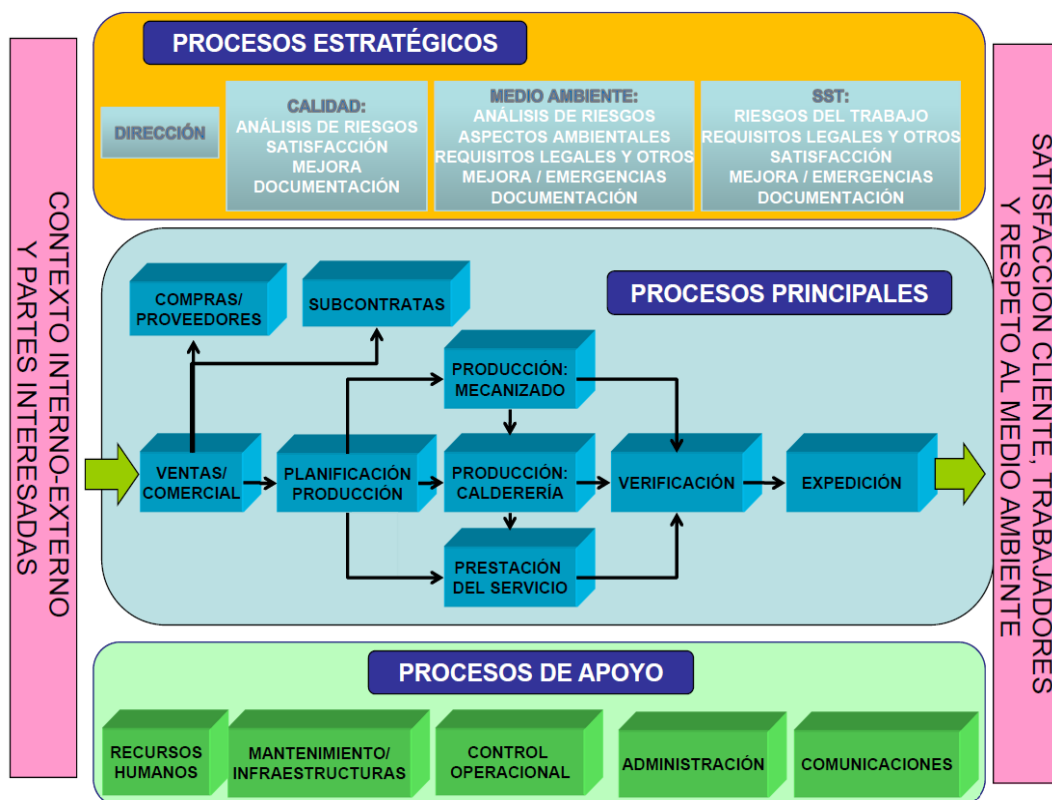 PROCESOS ESTRATÉGICOS
DIRECCIÓN
CALIDAD:
ANÁLISIS DE RIESGOS
SATISFACCIÓN
MEJORA
DOCUMENTACIÓN
MEDIO AMBIENTE:
ANÁLISIS DE RIESGOS
ASPECTOS AMBIENTALES
REQUISITOS LEGALES Y OTROS
MEJORA / EMERGENCIAS
DOCUMENTACIÓN
SST:
RIESGOS DEL TRABAJO
REQUISITOS LEGALES Y OTROS
SATISFACCIÓN
MEJORA / EMERGENCIAS
DOCUMENTACIÓN
CONTEXTO INTERNO-EXTERNO
Y PARTES INTERESADAS
PROCESOS PRINCIPALES
COMPRAS/
PROVEEDORES
SUBCONTRATAS
PRODUCCIÓN:
MECANIZADO
VENTAS/
COMERCIAL
PLANIFICACIÓN
PRODUCCIÓN
PRODUCCIÓN:
CALDERERÍA
VERIFICACIÓN
EXPEDICIÓN
PRESTACIÓN
DEL SERVICIO
SATISFACCIÓN CLIENTE, TRABAJADORES
Y RESPETO AL MEDIO AMBIENTE
PROCESOS DE APOYO
RECURSOS
HUMANOS
MANTENIMIENTO/
INFRAESTRUCTURAS
CONTROL
OPERACIONAL
ADMINISTRACIÓN
COMUNICACIONES